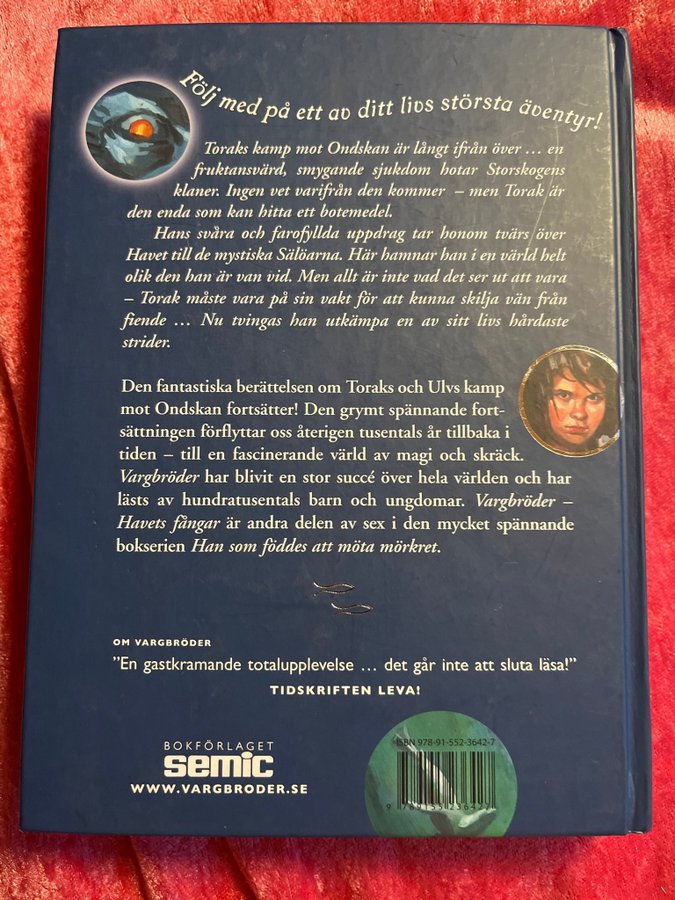 Följ med på ett av ditt livs största äventyr!
Toraks kamp mot Ondskan är långt ifrån över ... en
fruktansvärd, smygande sjukdom hotar Storskogens
klaner. Ingen vet varifrån den kommer – men Torak är
den enda som kan hitta ett botemedel.
Hans svåra och farofyllda uppdrag tar honom tvärs över
Havet till de mystiska Sälöarna. Här hamnar han i en värld helt
olik den han är van vid. Men allt är inte vad det ser ut att vara
– Torak måste vara på sin vakt för att kunna skilja vän från
fiende ... Nu tvingas han utkämpa en av sitt livs hårdaste
strider.
Den fantastiska berättelsen om Toraks och Ulvs kamp
mot Ondskan fortsätter! Den grymt spännande fort-
sättningen förflyttar oss återigen tusentals år tillbaka i
tiden – till en fascinerande värld av magi och skräck.
Vargbröder har blivit en stor succé över hela världen och har
lästs av hundratusentals barn och ungdomar. Vargbröder –
Havets fångar är andra delen av sex i den mycket spännande
bokserien Han som föddes att möta mörkret.
OM VARGBRÖDER
”En gastkramande totalupplevelse ... det går inte att sluta läsa!”
TIDSKRIFTEN LEVA!
BOKFÖRLAGET
semic
WWW.VARGBRODER.SE
ISBN 978-91-552-3642-7
9 789155 236427